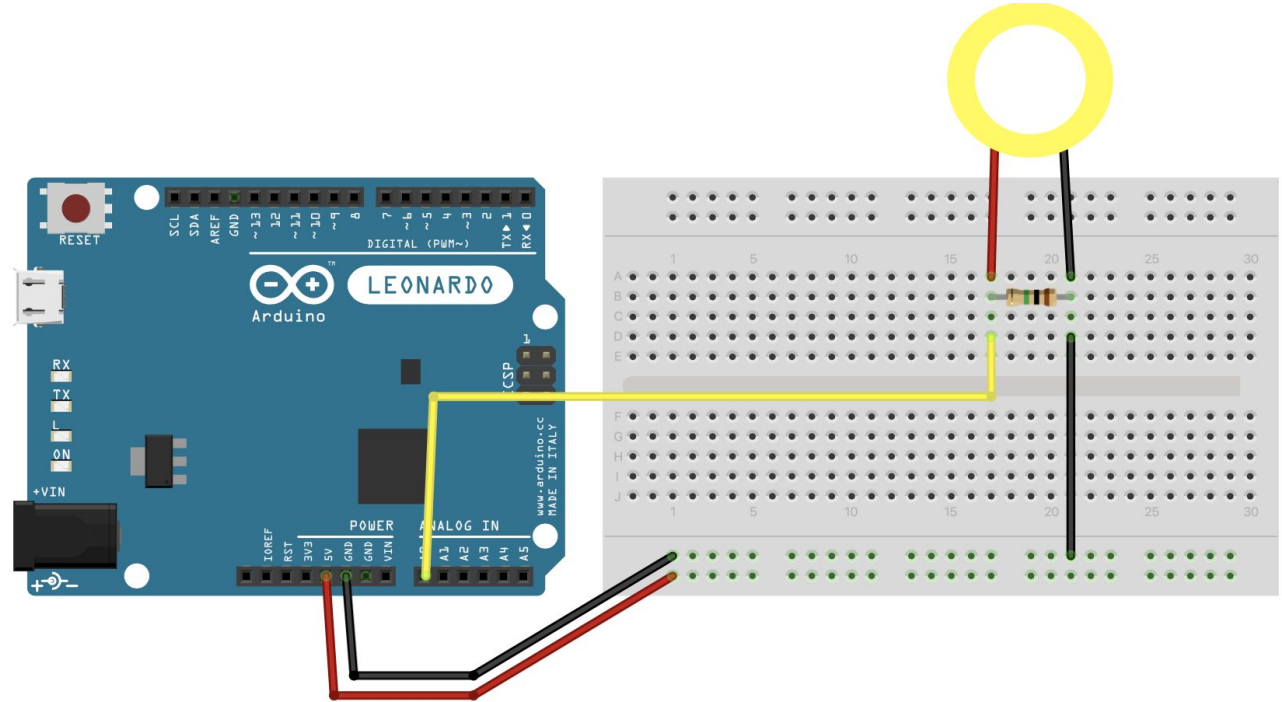 RESET
SCL
SDA
AREF
GND
~13
12
~11
~10
~9
8
7
~6
~5
4
~3
2
TX▶1
RX◀0
DIGITAL (PWM~)
TM
LEONARDO
Arduino
1
ICSP
RX
TX
L
ON
+VIN
www.arduino.cc
MADE IN ITALY
POWER
ANALOG IN
IOREF
RST
3V3
5V
GND
GND
VIN
A1
A2
A3
A4
A5
1 5 10 15 20 25 30
A
B
C
D
E
F
G
H
I
J
1 5 10 15 20 25 30